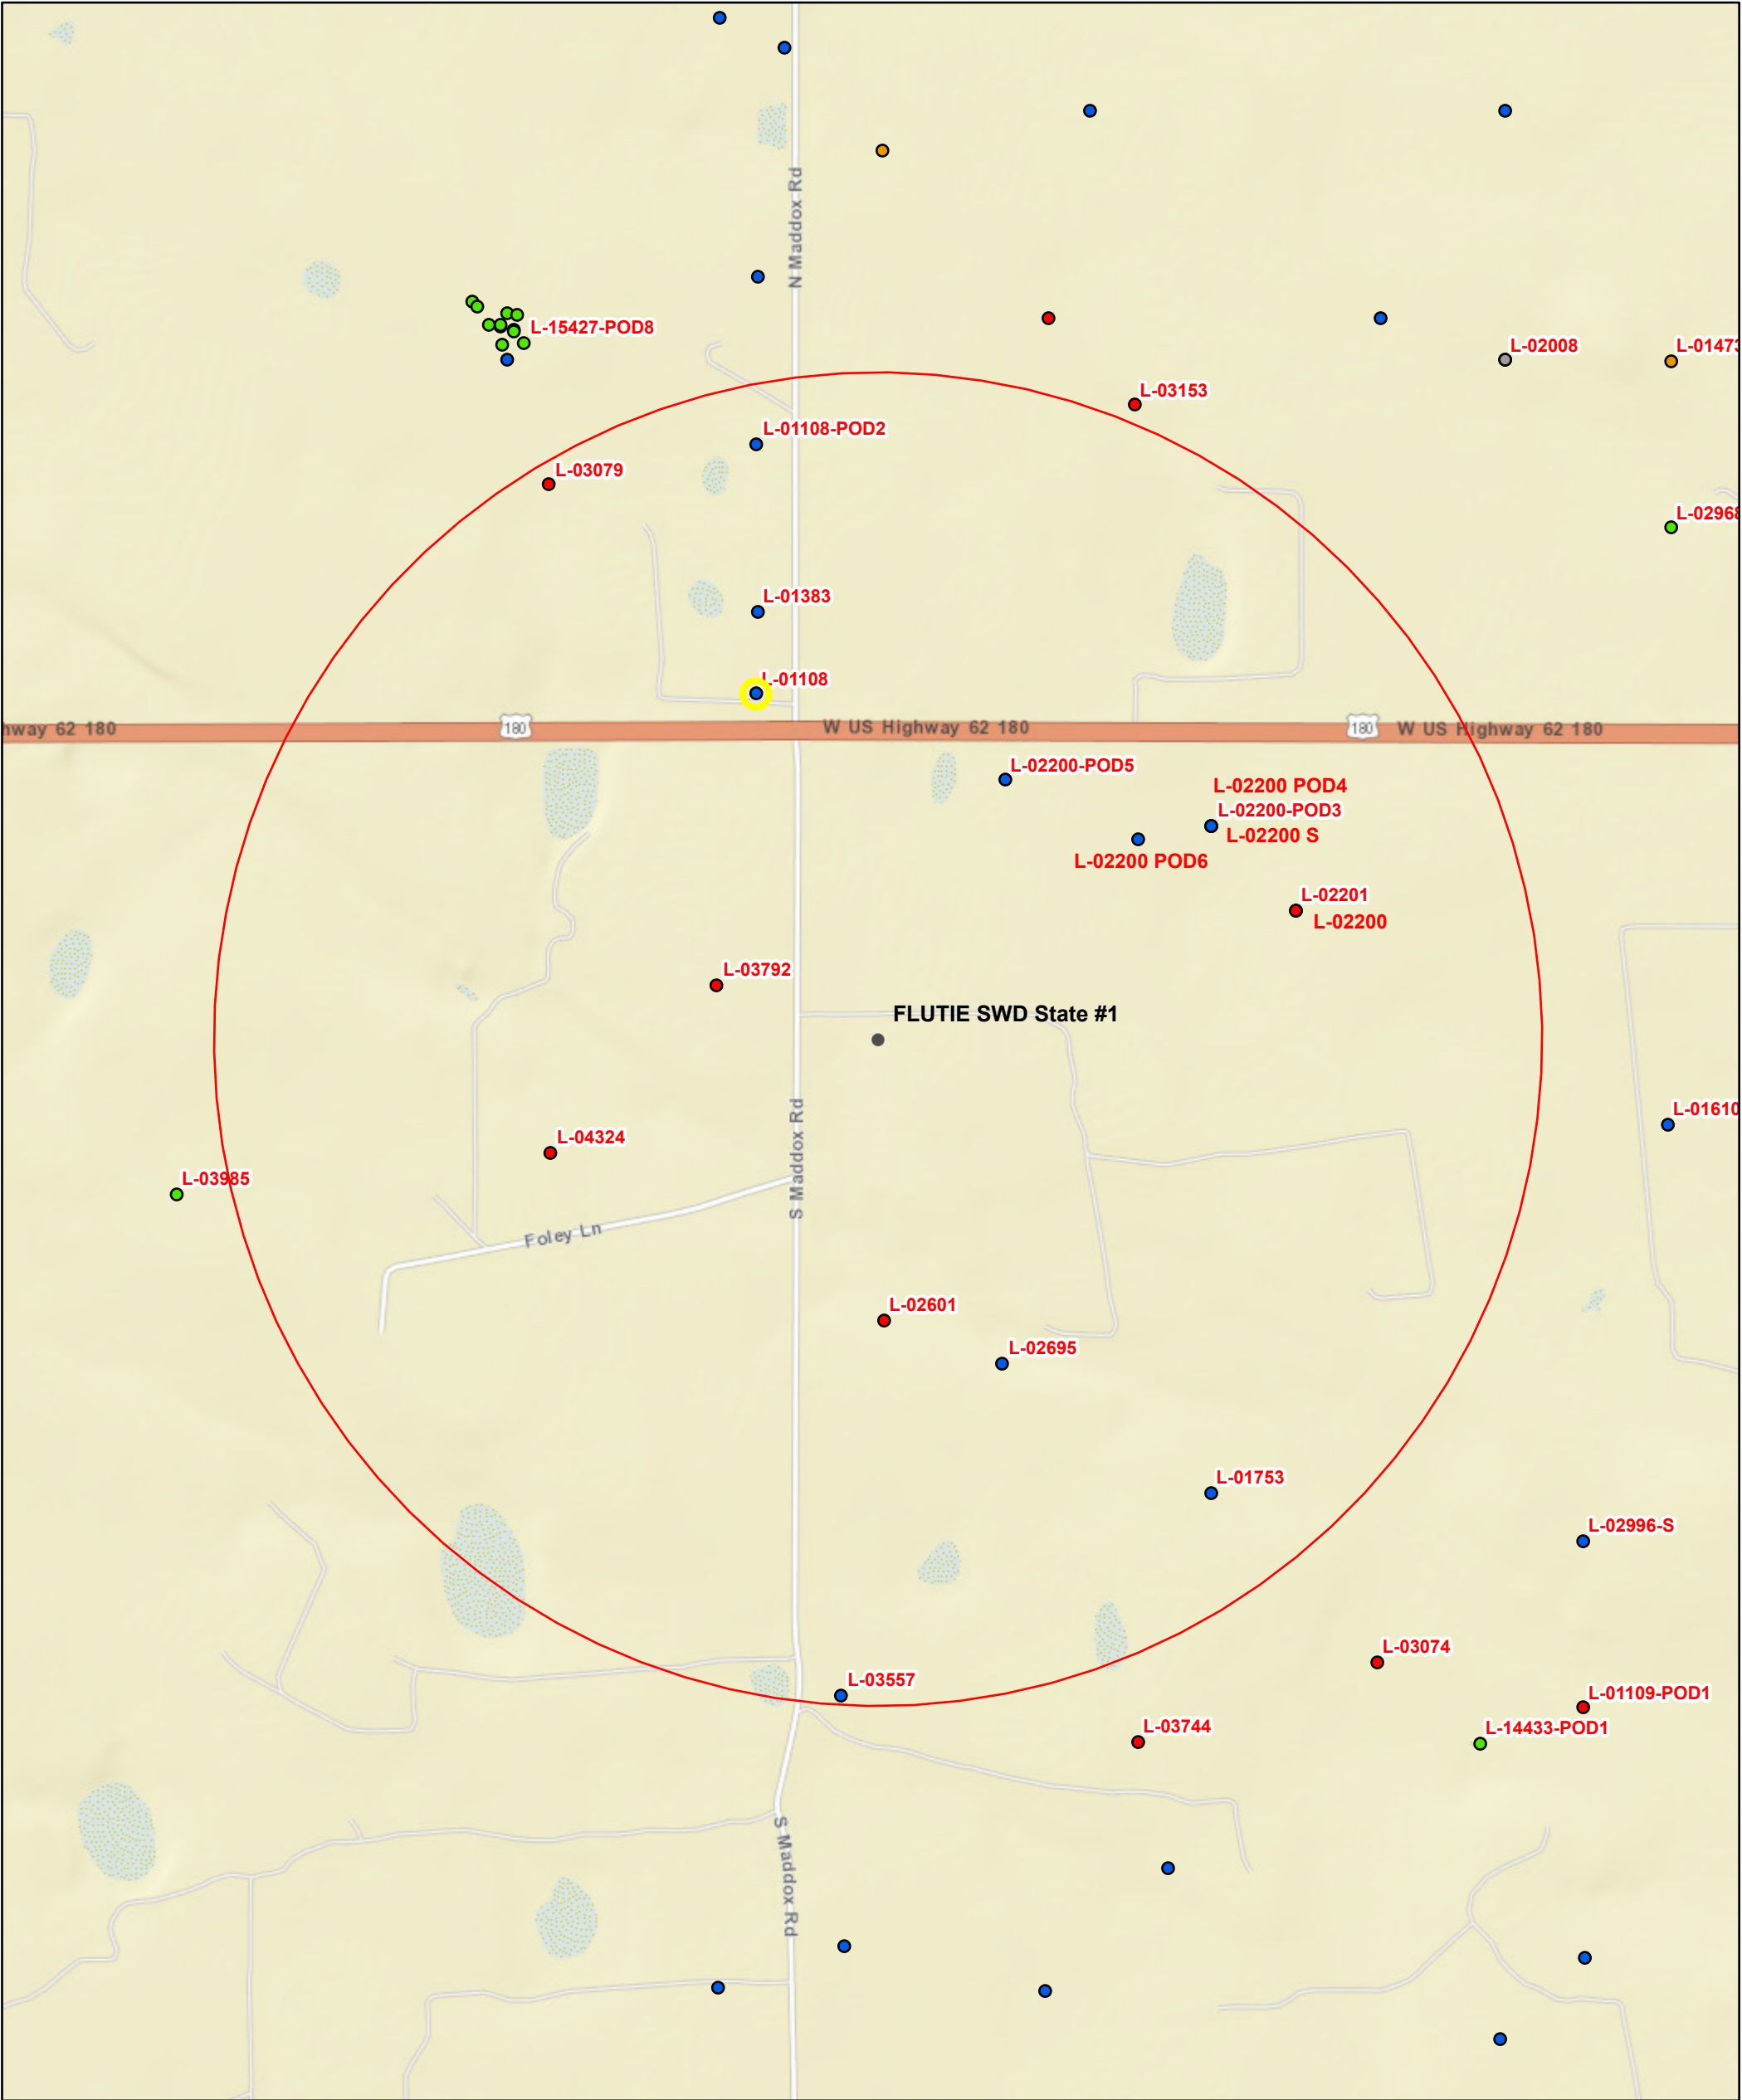 N Maddox Rd
L-15427-POD8
L-02008
L-01473
L-03153
L-01108-POD2
L-03079
L-02968
L-01383
L-01108
hway 62 180
180
W US Highway 62 180
180
W US Highway 62 180
L-02200-POD5
L-02200 POD4
L-02200-POD3
L-02200 S
L-02200 POD6
L-02201
L-02200
L-03792
FLUTIE SWD State #1
L-01610
S Maddox Rd
L-04324
L-03985
Foley Ln
L-02601
L-02695
L-01753
L-02996-S
L-03074
L-03557
L-01109-POD1
L-03744
L-14433-POD1
S Maddox Rd